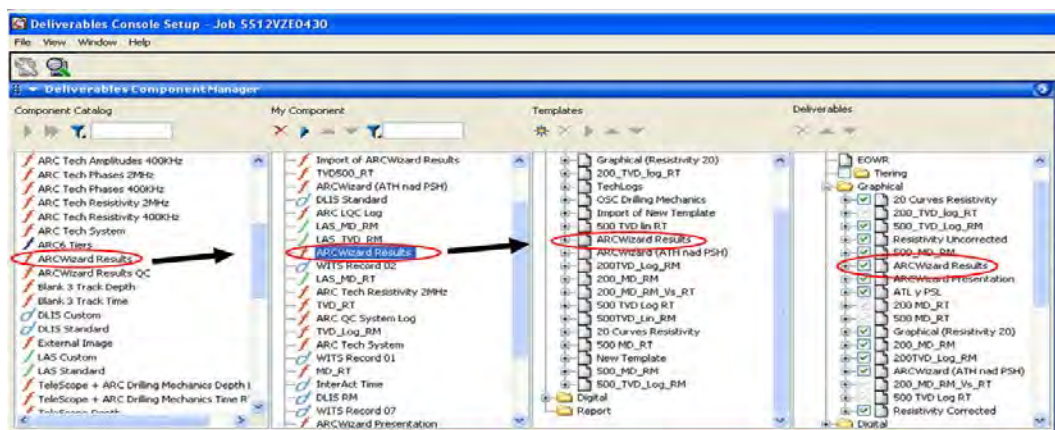 Deliverables Console Setup - Job 5512VZE0430
File View Window Help
Deliverables Component Manager
Component Catalog
ARC Tech Amplitudes 400KHz
ARC Tech Phases 2MHz
ARC Tech Phases 400KHz
ARC Tech Resistivity 2MHz
ARC Tech Resistivity 400KHz
ARC Tech System
ARC6 Tiers
ARCWizard Results
ARCWizard Results QC
Blank 3 Track Depth
Blank 3 Track Time
DLIS Custom
DLIS Standard
External Image
LAS Custom
LAS Standard
TeleScope + ARC Drilling Mechanics Depth I
TeleScope + ARC Drilling Mechanics Time R
TeleScope Depth
My Component
Import of ARCWizard Results
TVD500_RT
ARCWizard (ATH nad PSH)
DLIS Standard
ARC LQC Log
LAS_MD_RM
LAS_TVD_RM
ARCWizard Results
WITS Record 02
LAS_MD_RT
ARC Tech Resistivity 2MHz
TVD_RT
ARC QC System Log
TVD_Log_RM
ARC Tech System
WITS Record 01
MD_RT
InterAct Time
DLIS RM
WITS Record 07
ARCWizard Presentation
Templates
Graphical (Resistivity 20)
200_TVD_log_RT
TechLogs
OSC Drilling Mechanics
Import of New Template
500 TVD lin RT
ARCWizard Results
ARCWizard (ATH nad PSH)
200TVD_Log_RM
200_MD_RM
200_MD_RM_Vs_RT
500 TVD Log RT
500TVD_Lin_RM
20 Curves Resistivity
500 MD_RT
New Template
500_MD_RM
500_TVD_Log_RM
Digital
Report
Deliverables
EOWR
Tiering
Graphical
20 Curves Resistivity
200_TVD_log_RT
500_TVD_Log_RM
Resistivity Uncorrected
500_MD_RM
ARCWizard Results
ARCWizard Presentation
ATL y PSL
200 MD_RT
500 MD_RT
Graphical (Resistivity 20)
200_MD_RM
200TVD_Log_RM
ARCWizard (ATH nad PSH)
200_MD_RM_Vs_RT
500 TVD Log RT
Resistivity Corrected
Digital